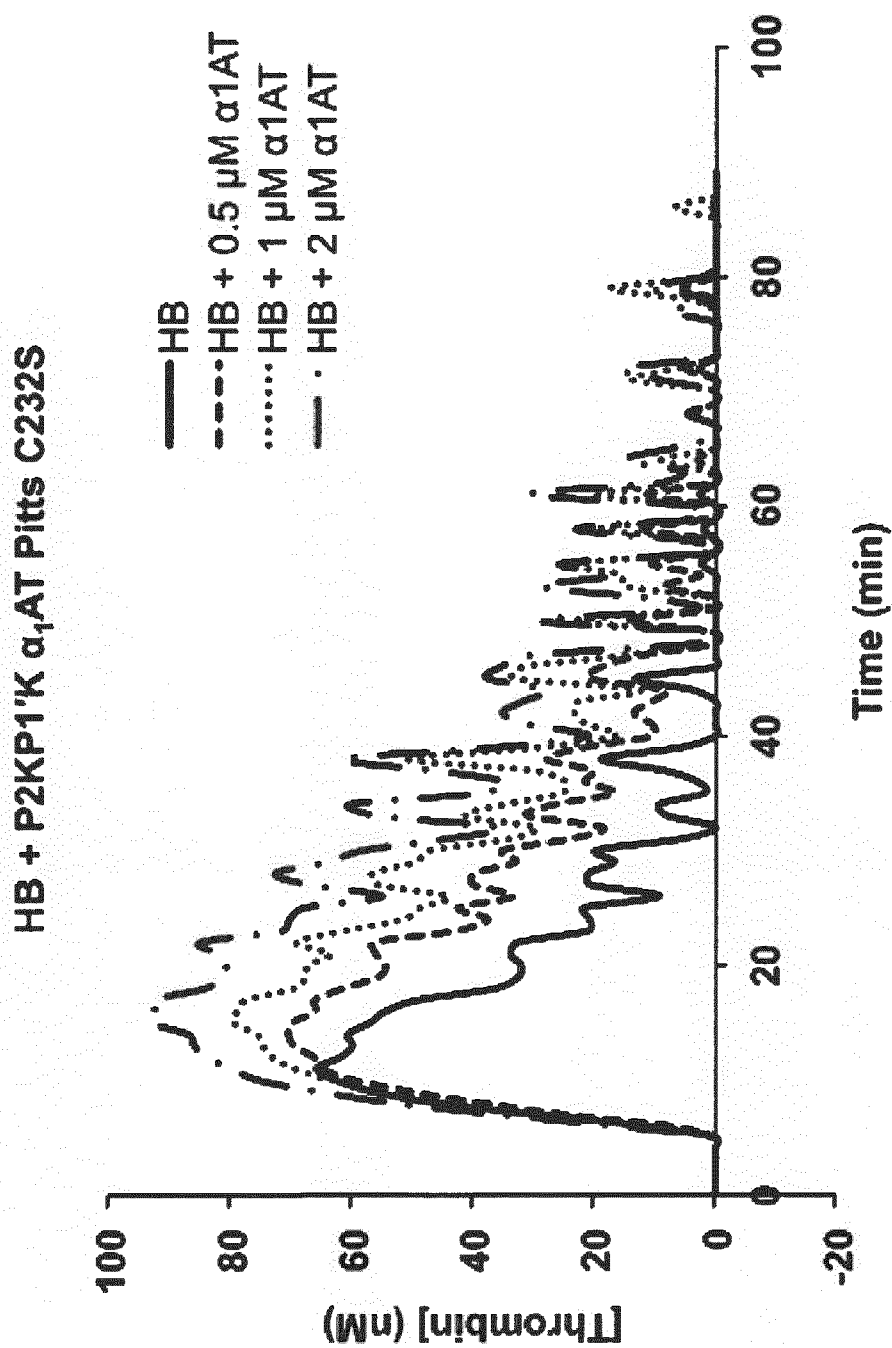 HB + P2KP1'K α₁AT Pitts C232S
HB
HB + 0.5 µM α1AT
HB + 1 µM α1AT
HB + 2 µM α1AT
[Thrombin] (nM)
100
80
60
40
20
0
-20
0
20
40
60
80
100
Time (min)